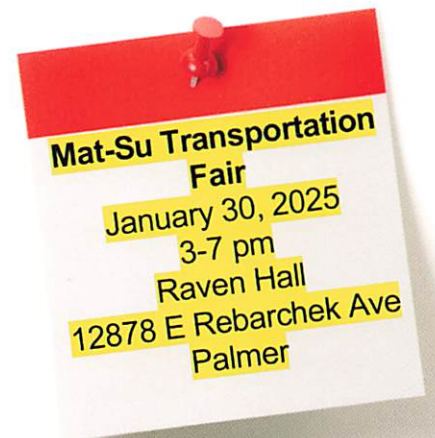 Mat-Su Transportation
Fair
January 30, 2025
3-7 pm
Raven Hall
12878 E Rebarchek Ave
Palmer